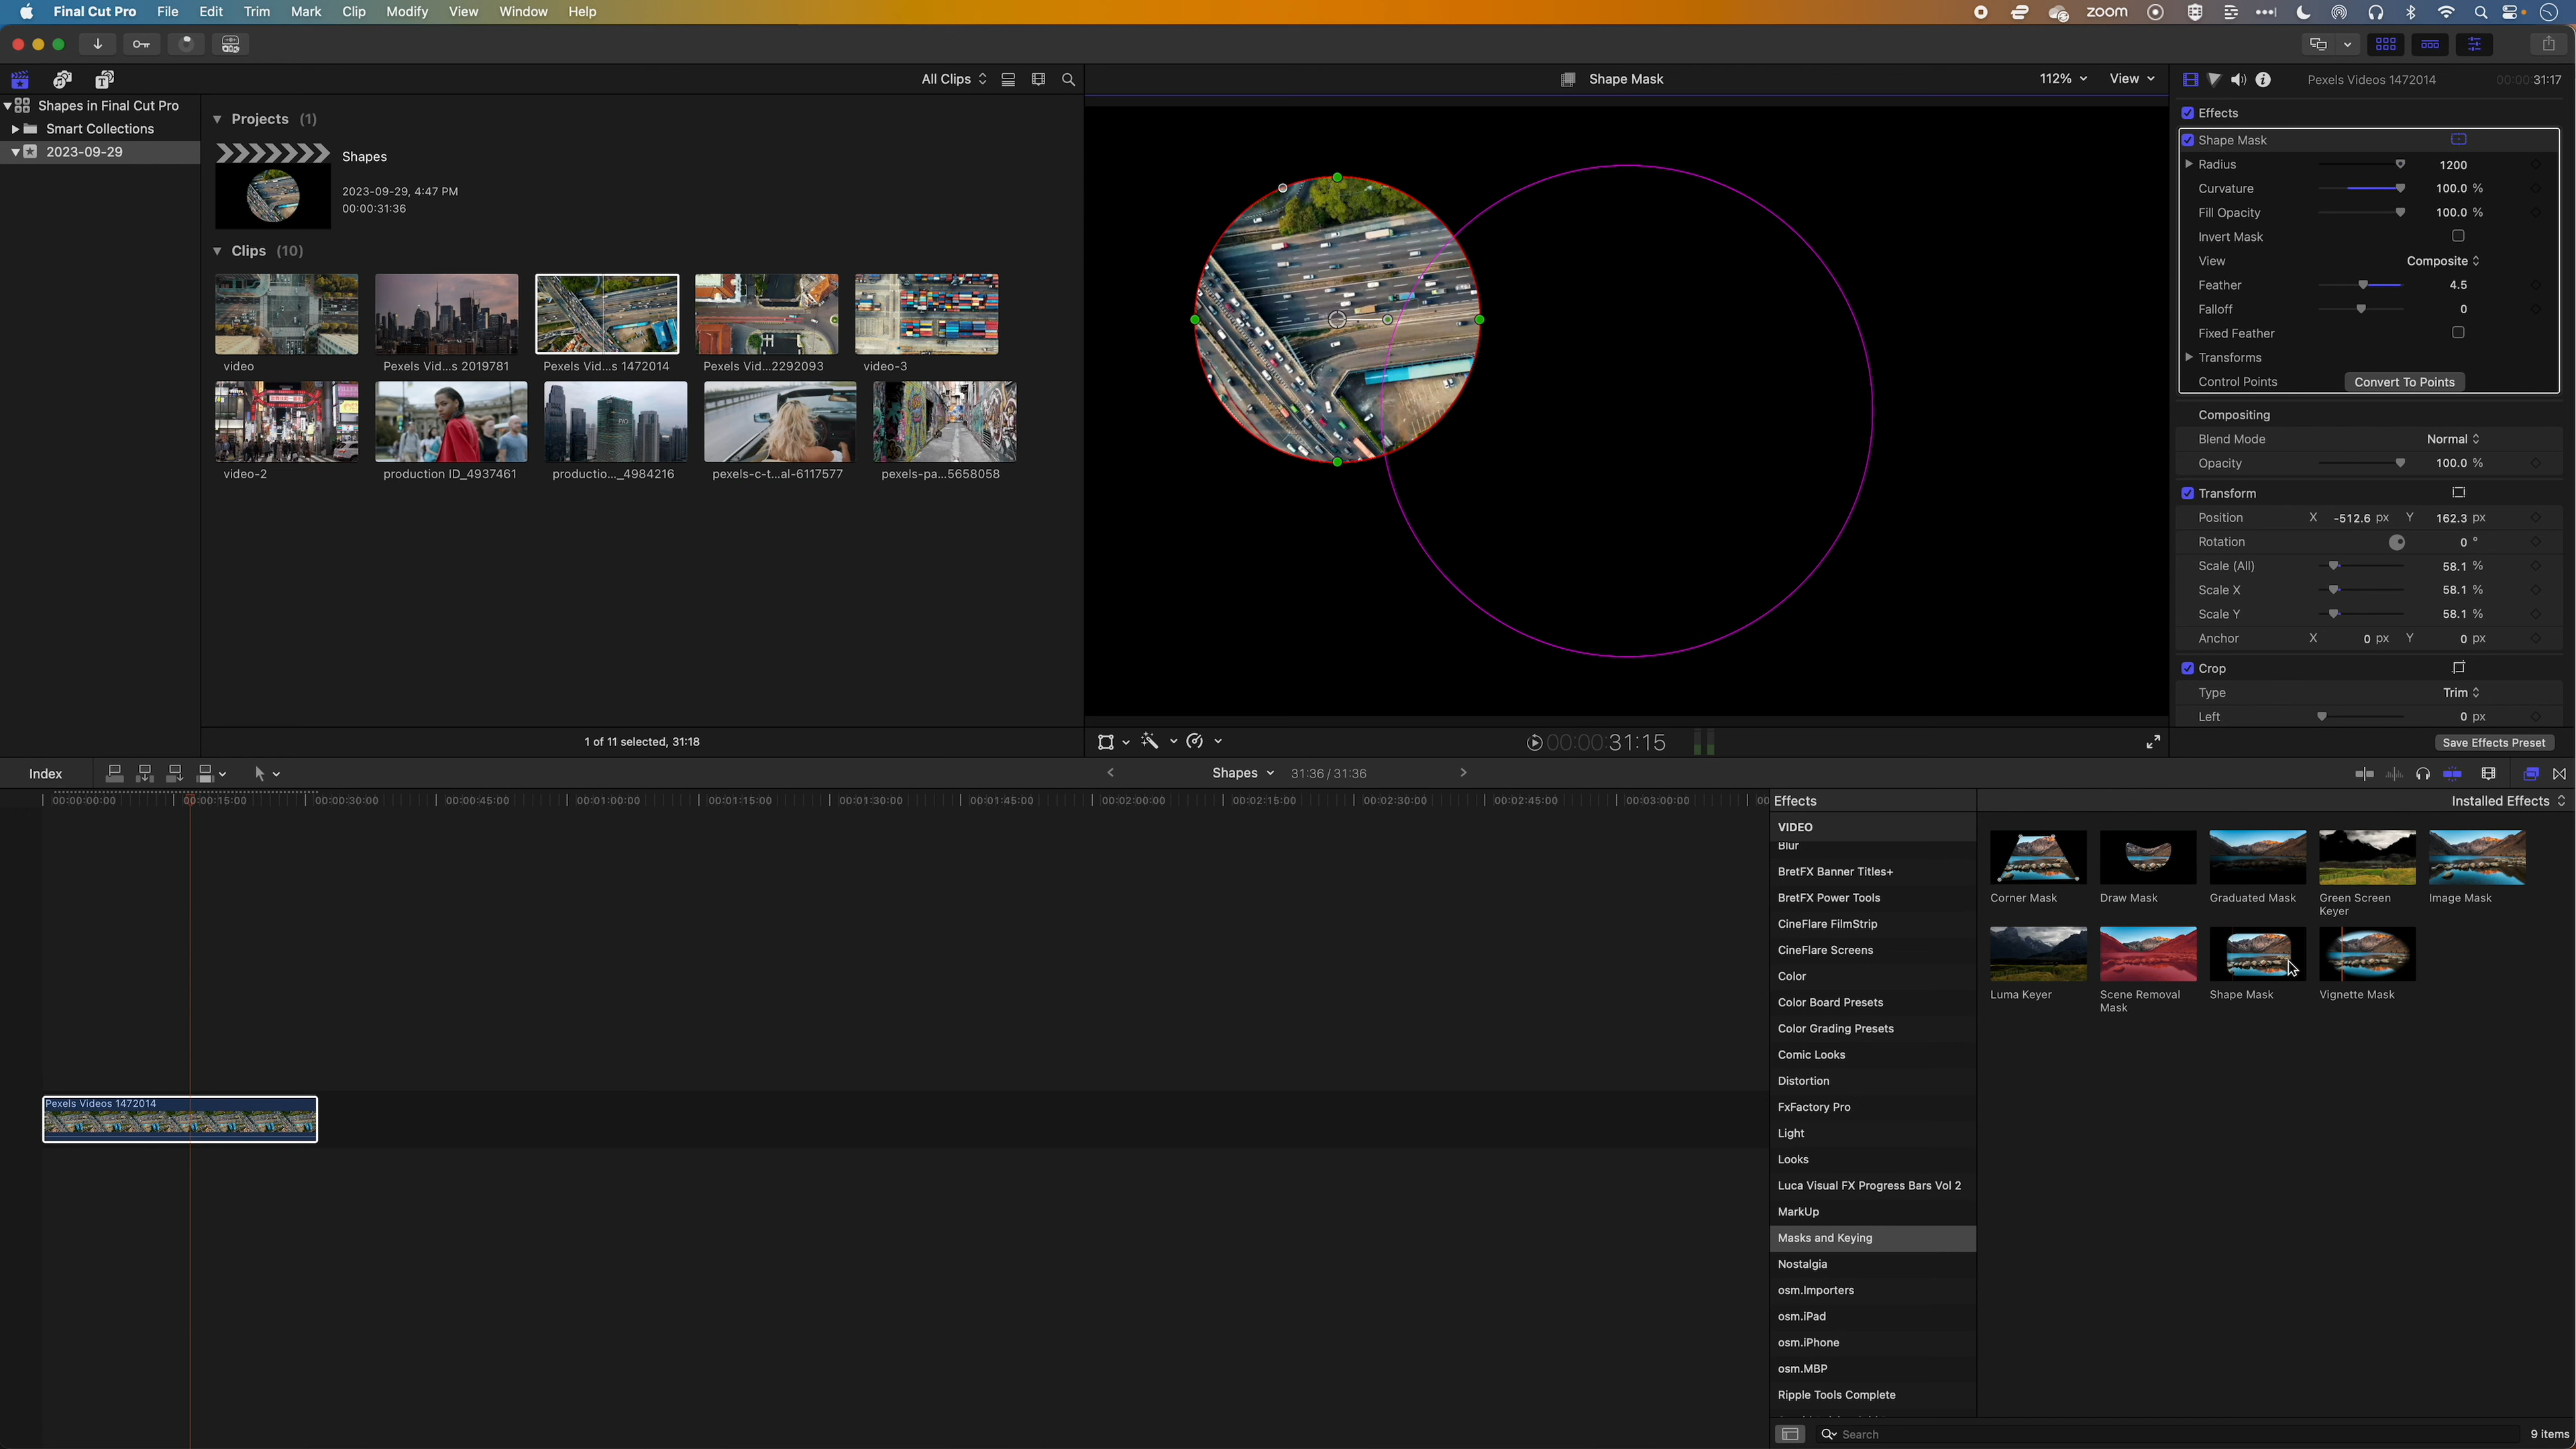 Final Cut Pro File Edit Trim Mark Clip Modify View Window Help
zoom
All Clips
Shape Mask
112%
View
Pexels Videos 1472014
00:00:31:17
Shapes in Final Cut Pro
Smart Collections
2023-09-29
Projects (1)
Shapes
2023-09-29, 4:47 PM
00:00:31:36
Clips (10)
video
Pexels Vid...s 2019781
Pexels Vid...s 1472014
Pexels Vid...2292093
video-3
video-2
production ID_4937461
productio..._4984216
pexels-c-t...al-6117577
pexels-pa...5658058
1 of 11 selected, 31:18
00:00:31:15
Effects
Shape Mask
Radius 1200
Curvature 100.0 %
Fill Opacity 100.0 %
Invert Mask
View Composite
Feather 4.5
Falloff 0
Fixed Feather
Transforms
Control Points Convert To Points
Compositing
Blend Mode Normal
Opacity 100.0 %
Transform
Position X -512.6 px Y 162.3 px
Rotation 0 °
Scale (All) 58.1 %
Scale X 58.1 %
Scale Y 58.1 %
Anchor X 0 px Y 0 px
Crop
Type Trim
Left 0 px
Save Effects Preset
Index
Shapes
31:36 / 31:36
00:00:00:00 00:00:15:00 00:00:30:00 00:00:45:00 00:01:00:00 00:01:15:00 00:01:30:00 00:01:45:00 00:02:00:00 00:02:15:00 00:02:30:00 00:02:45:00 00:03:00:00 00
Pexels Videos 1472014
Effects
Installed Effects
VIDEO
Blur
BretFX Banner Titles+
BretFX Power Tools
CineFlare FilmStrip
CineFlare Screens
Color
Color Board Presets
Color Grading Presets
Comic Looks
Distortion
FxFactory Pro
Light
Looks
Luca Visual FX Progress Bars Vol 2
MarkUp
Masks and Keying
Nostalgia
osm.Importers
osm.iPad
osm.iPhone
osm.MBP
Ripple Tools Complete
Corner Mask
Draw Mask
Graduated Mask
Green Screen
Keyer
Image Mask
Luma Keyer
Scene Removal
Mask
Shape Mask
Vignette Mask
Search
9 items